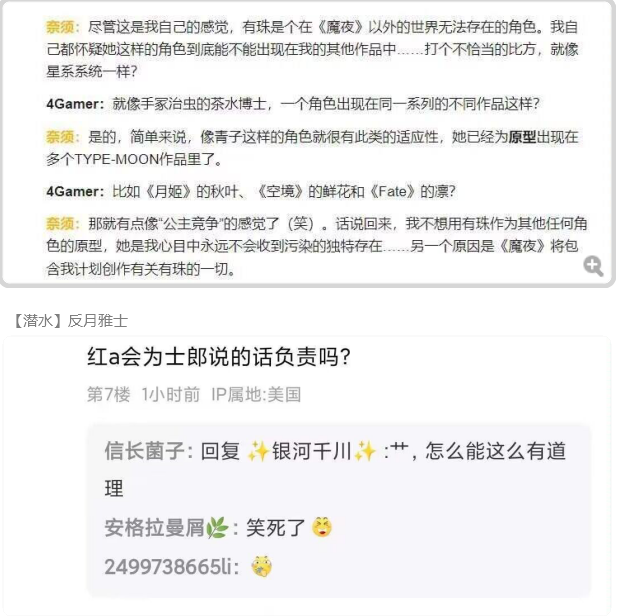 奈须：尽管这是我自己的感觉，有珠是个在《魔夜》以外的世界无法存在的角色。我自
己都怀疑她这样的角色到底能不能出现在我的其他作品中……打个不恰当的比方，就像
星系系统一样？
4Gamer：就像手冢治虫的茶水博士，一个角色出现在同一系列的不同作品这样？
奈须：是的，简单来说，像青子这样的角色就很有此类的适应性，她已经为原型出现在
多个TYPE-MOON作品里了。
4Gamer：比如《月姬》的秋叶、《空境》的鲜花和《Fate》的凛？
奈须：那就有点像“公主竞争”的感觉了（笑）。话说回来，我不想用有珠作为其他任何角
色的原型，她是我心目中永远不会收到污染的独特存在……另一个原因是《魔夜》将包
含我计划创作有关有珠的一切。
【潜水】反月雅士
红a会为士郎说的话负责吗?
第7楼 1小时前 IP属地:美国
信长菌子: 回复 ✨银河千川✨ :艹, 怎么能这么有道
理
安格拉曼屑🌿: 笑死了
2499738665li: